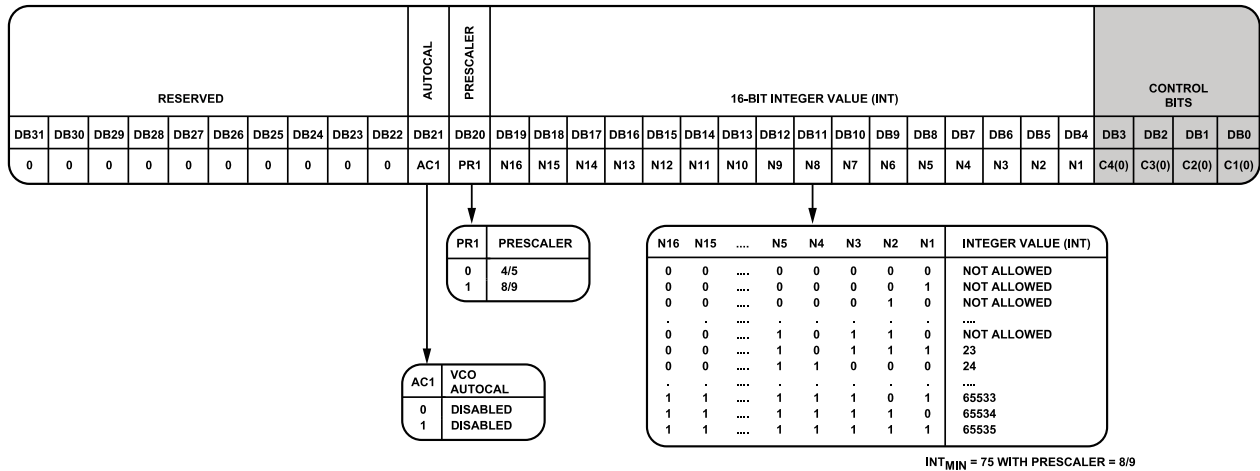 RESERVED
AUTOCAL
PRESCALER
16-BIT INTEGER VALUE (INT)
CONTROL
BITS
DB31 DB30 DB29 DB28 DB27 DB26 DB25 DB24 DB23 DB22 DB21 DB20 DB19 DB18 DB17 DB16 DB15 DB14 DB13 DB12 DB11 DB10 DB9 DB8 DB7 DB6 DB5 DB4 DB3 DB2 DB1 DB0
0 0 0 0 0 0 0 0 0 0 AC1 PR1 N16 N15 N14 N13 N12 N11 N10 N9 N8 N7 N6 N5 N4 N3 N2 N1 C4(0) C3(0) C2(0) C1(0)
PR1 PRESCALER
0 4/5
1 8/9
AC1 VCO
AUTOCAL
0 DISABLED
1 DISABLED
N16 N15 .... N5 N4 N3 N2 N1 INTEGER VALUE (INT)
0 0 .... 0 0 0 0 0 NOT ALLOWED
0 0 .... 0 0 0 0 1 NOT ALLOWED
0 0 .... 0 0 0 1 0 NOT ALLOWED
. . .... . . . . . ....
0 0 .... 1 0 1 1 0 NOT ALLOWED
0 0 .... 1 0 1 1 1 23
0 0 .... 1 1 0 0 0 24
. . .... . . . . . ....
1 1 .... 1 1 1 0 1 65533
1 1 .... 1 1 1 1 0 65534
1 1 .... 1 1 1 1 1 65535
INTMIN = 75 WITH PRESCALER = 8/9